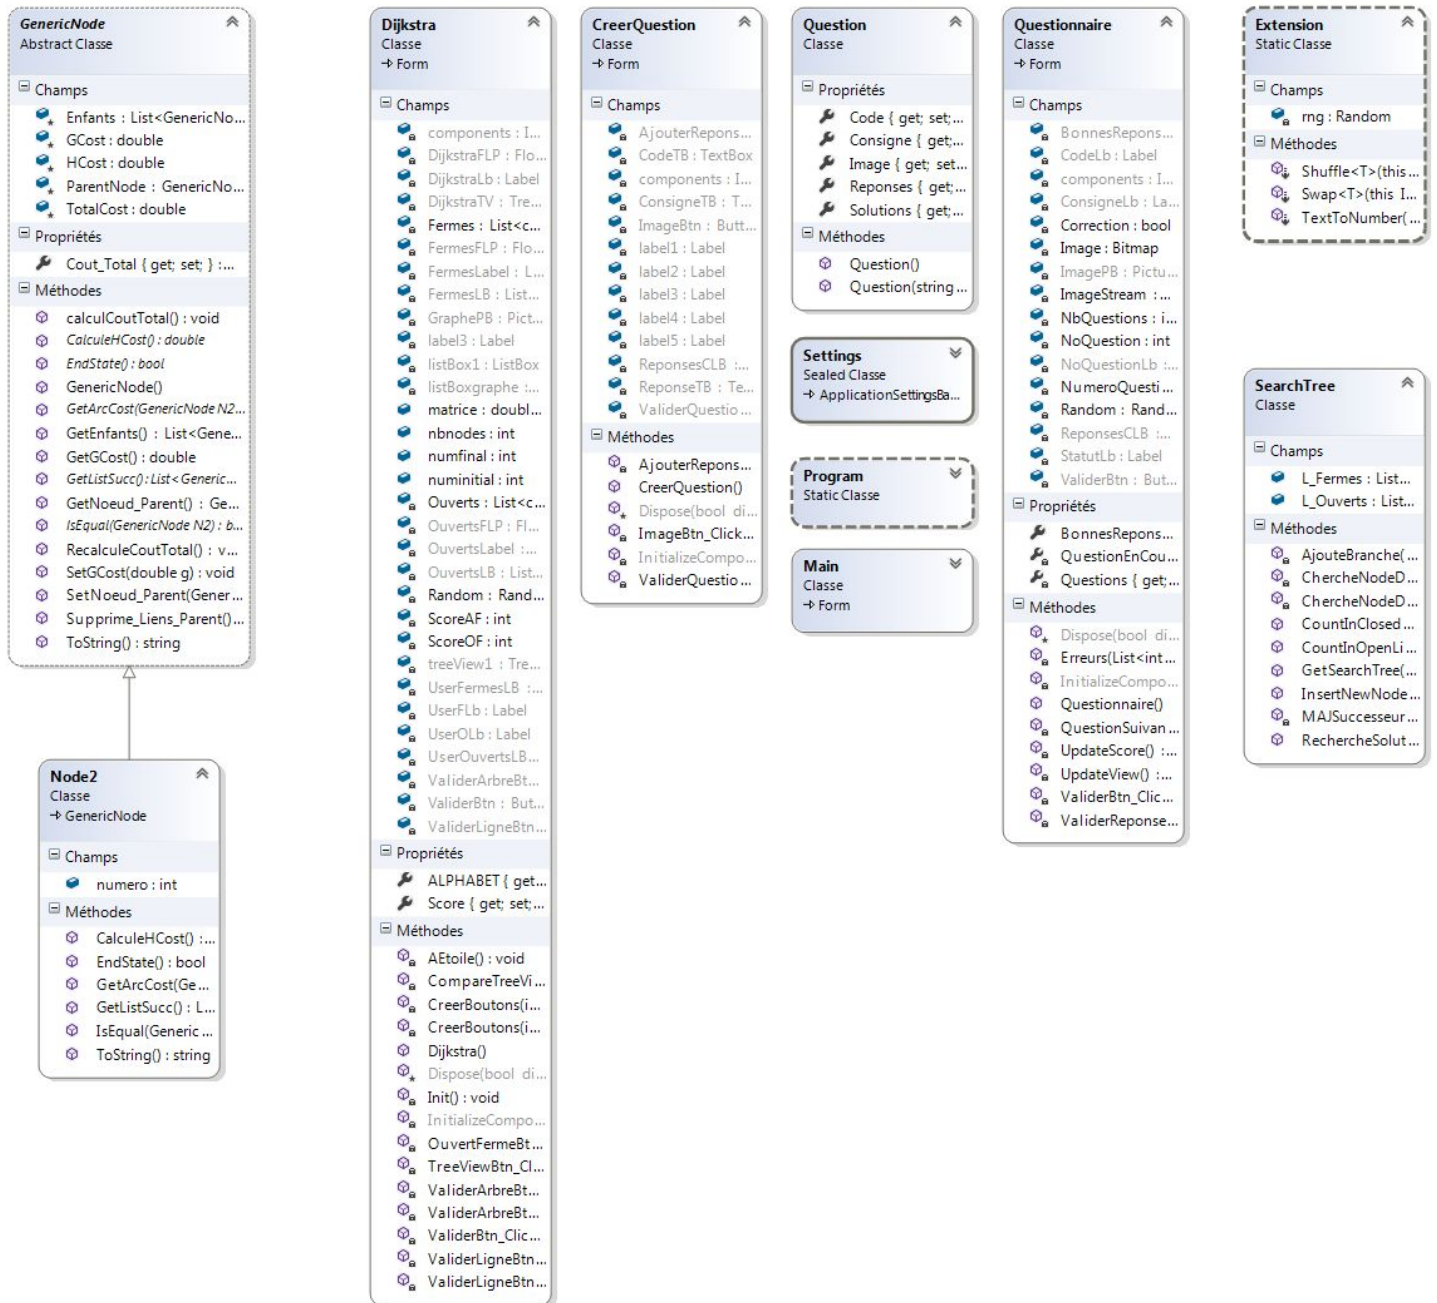 GenericNode
Abstract Classe
Champs
Enfants : List<GenericNo...
GCost : double
HCost : double
ParentNode : GenericNo...
TotalCost : double
Propriétés
Cout_Total { get; set; } :...
Méthodes
calculCoutTotal() : void
CalculeHCost() : double
EndState() : bool
GenericNode()
GetArcCost(GenericNode N2...
GetEnfants() : List<Gene...
GetGCost() : double
GetListSucc() : List<Generic...
GetNoeud_Parent() : Ge...
IsEqual(GenericNode N2) : b...
RecalculeCoutTotal() : v...
SetGCost(double g) : void
SetNoeud_Parent(Gener...
Supprime_Liens_Parent()...
ToString() : string
Node2
Classe
GenericNode
Champs
numero : int
Méthodes
CalculeHCost() :...
EndState() : bool
GetArcCost(Ge...
GetListSucc() : L...
IsEqual(Generic...
ToString() : string
Dijkstra
Classe
Form
Champs
components : I...
DijkstraFLP : Flo...
DijkstraLb : Label
DijkstraTV : Tre...
Fermes : List<c...
FermesFLP : Flo...
FermesLabel : L...
FermesLB : List...
GraphePB : Pict...
label3 : Label
listBox1 : ListBox
listBoxgraphe :...
matrice : doubl...
nbnodes : int
numfinal : int
numinitial : int
Ouverts : List<c...
OuvertsFLP : Fl...
OuvertsLabel :...
OuvertsLB : List...
Random : Rand...
ScoreAF : int
ScoreOF : int
treeView1 : Tre...
UserFermesLB :...
UserFLb : Label
UserOLb : Label
UserOuvertsLB...
ValiderArbreBt...
ValiderBtn : But...
ValiderLigneBtn...
Propriétés
ALPHABET { get...
Score { get; set;...
Méthodes
AEtoile() : void
CompareTreeVi...
CreerBoutons(i...
CreerBoutons(i...
Dijkstra()
Dispose(bool di...
Init() : void
InitializeCompo...
OuvertFermeBt...
TreeViewBtn_Cl...
ValiderArbreBt...
ValiderArbreBt...
ValiderBtn_Clic...
ValiderLigneBtn...
ValiderLigneBtn...
CreerQuestion
Classe
Form
Champs
AjouterRepons...
CodeTB : TextBox
components : I...
ConsigneTB : T...
ImageBtn : Butt...
label1 : Label
label2 : Label
label3 : Label
label4 : Label
label5 : Label
ReponsesCLB :...
ReponseTB : Te...
ValiderQuestio...
Méthodes
AjouterRepons...
CreerQuestion()
Dispose(bool di...
ImageBtn_Click...
InitializeCompo...
ValiderQuestio...
Question
Classe
Propriétés
Code { get; set;...
Consigne { get;...
Image { get; set...
Reponses { get;...
Solutions { get;...
Méthodes
Question()
Question(string...
Settings
Sealed Classe
ApplicationSettingsBa...
Program
Static Classe
Main
Classe
Form
Questionnaire
Classe
Form
Champs
BonnesRepons...
CodeLb : Label
components : I...
ConsigneLb : La...
Correction : bool
Image : Bitmap
ImagePB : Pictu...
ImageStream :...
NbQuestions : i...
NoQuestion : int
NoQuestionLb :...
NumeroQuesti...
Random : Rand...
ReponsesCLB :...
StatutLb : Label
ValiderBtn : But...
Propriétés
BonnesRepons...
QuestionEnCou...
Questions { get;...
Méthodes
Dispose(bool di...
Erreurs(List<int...
InitializeCompo...
Questionnaire()
QuestionSuivan...
UpdateScore() :...
UpdateView() :...
ValiderBtn_Clic...
ValiderReponse...
Extension
Static Classe
Champs
rng : Random
Méthodes
Shuffle<T>(this...
Swap<T>(this I...
TextToNumber(...
SearchTree
Classe
Champs
L_Fermes : List...
L_Ouverts : List...
Méthodes
AjouteBranche(...
ChercheNodeD...
ChercheNodeD...
CountInClosed...
CountInOpenLi...
GetSearchTree(...
InsertNewNode...
MAJSuccesseur...
RechercheSolut...